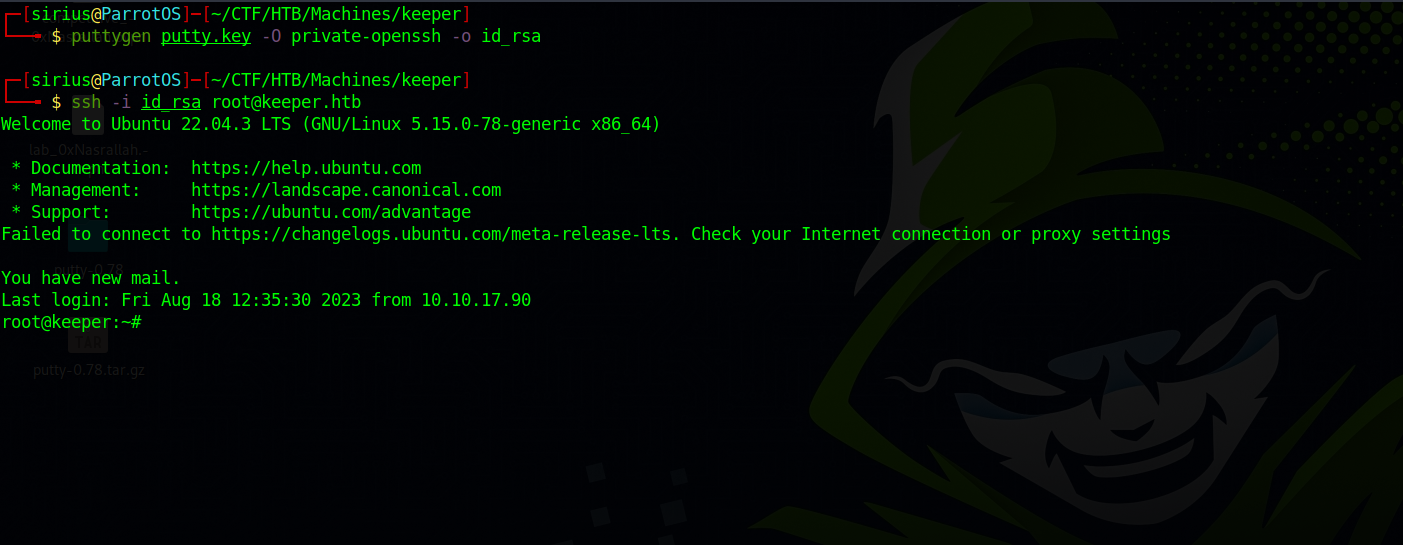 ┌─[sirius@ParrotOS]─[~/CTF/HTB/Machines/keeper]
└──╼ $ puttygen putty.key -O private-openssh -o id_rsa
┌─[sirius@ParrotOS]─[~/CTF/HTB/Machines/keeper]
└──╼ $ ssh -i id_rsa root@keeper.htb
Welcome to Ubuntu 22.04.3 LTS (GNU/Linux 5.15.0-78-generic x86_64)
lab_0xNasrallah.-
* Documentation:  https://help.ubuntu.com
* Management:     https://landscape.canonical.com
* Support:        https://ubuntu.com/advantage
Failed to connect to https://changelogs.ubuntu.com/meta-release-lts. Check your Internet connection or proxy settings
putty-0.78
You have new mail.
Last login: Fri Aug 18 12:35:30 2023 from 10.10.17.90
root@keeper:~#
TAR
putty-0.78.tar.gz